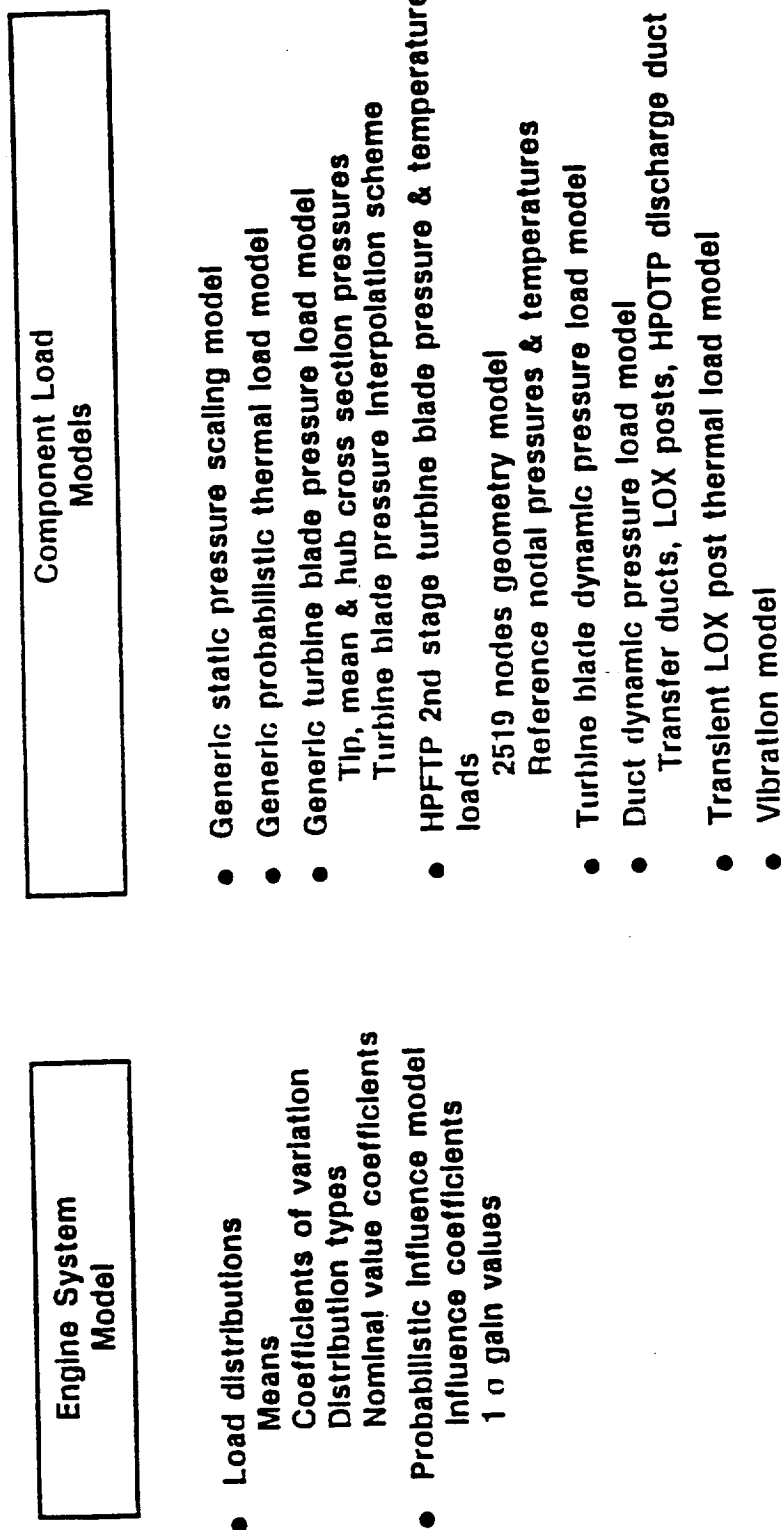 Engine System
Model
• Load distributions
Means
Coefficients of variation
Distribution types
Nominal value coefficients
• Probabilistic Influence model
Influence coefficients
1 σ gain values
Component Load
Models
• Generic static pressure scaling model
• Generic probabilistic thermal load model
• Generic turbine blade pressure load model
Tip, mean & hub cross section pressures
Turbine blade pressure interpolation scheme
• HPFTP 2nd stage turbine blade pressure & temperature
loads
2519 nodes geometry model
Reference nodal pressures & temperatures
• Turbine blade dynamic pressure load model
• Duct dynamic pressure load model
Transfer ducts, LOX posts, HPOTP discharge duct
• Transient LOX post thermal load model
• Vibration model